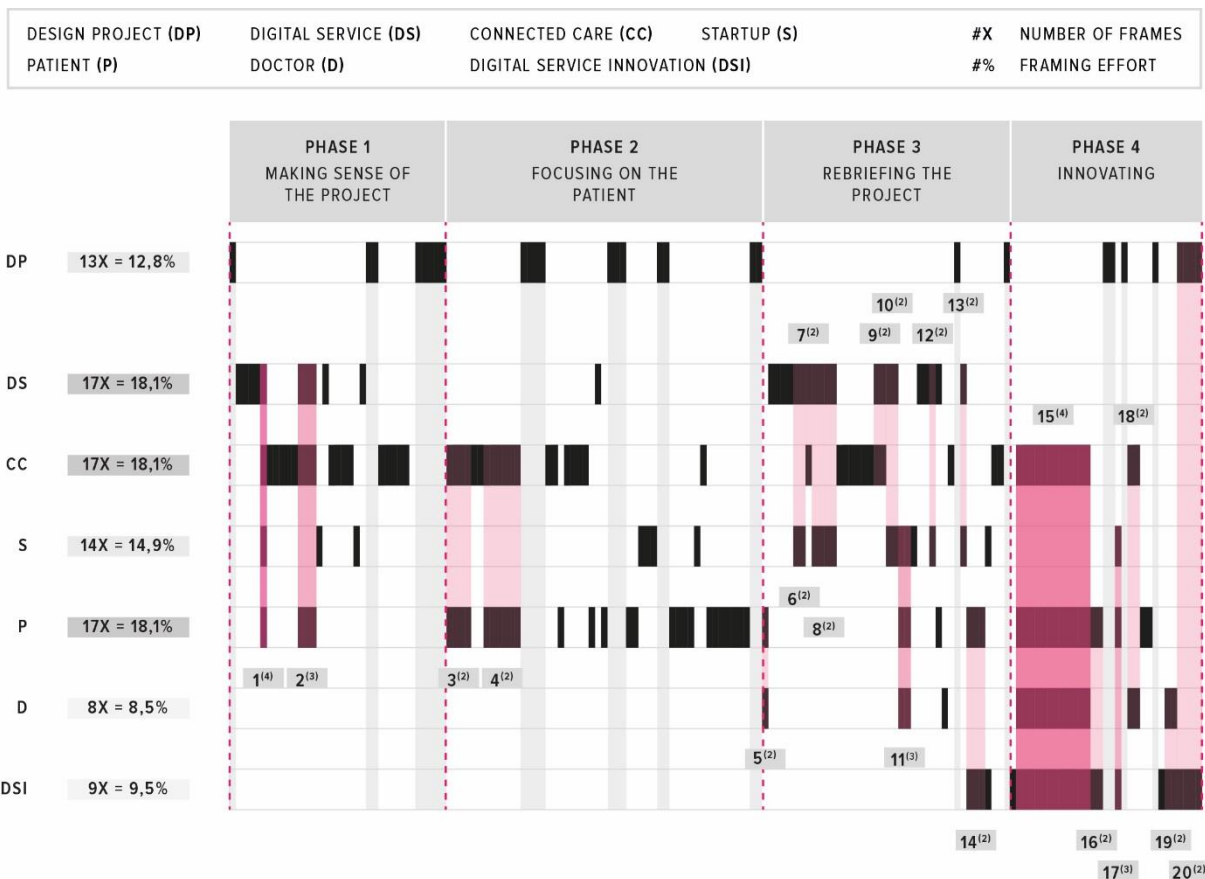 DESIGN PROJECT (DP) DIGITAL SERVICE (DS) CONNECTED CARE (CC) STARTUP (S) #X NUMBER OF FRAMES
PATIENT (P) DOCTOR (D) DIGITAL SERVICE INNOVATION (DSI) #% FRAMING EFFORT
PHASE 1
MAKING SENSE OF
THE PROJECT
PHASE 2
FOCUSING ON THE
PATIENT
PHASE 3
REBRIEFING THE
PROJECT
PHASE 4
INNOVATING
DP 13X = 12,8%
10(2) 13(2)
7(2) 9(2) 12(2)
DS 17X = 18,1%
15(4) 18(2)
CC 17X = 18,1%
S 14X = 14,9%
6(2)
P 17X = 18,1%
8(2)
1(4) 2(3) 3(2) 4(2)
D 8X = 8,5%
5(2) 11(3)
DSI 9X = 9,5%
14(2) 16(2) 19(2)
17(3) 20(2)